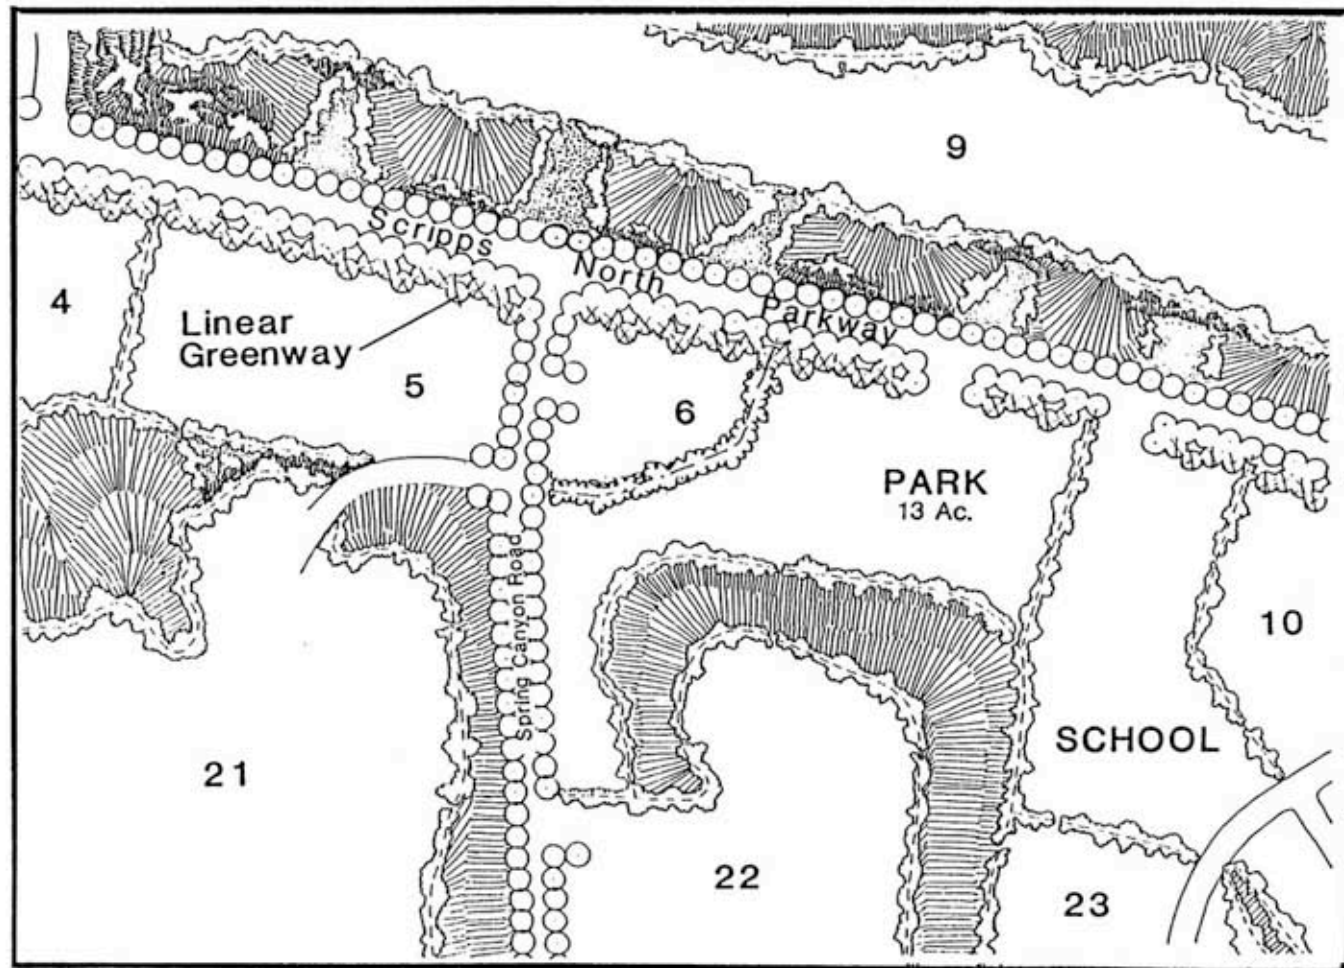 9
Scripps
North
Parkway
4
Linear
Greenway
5
6
PARK
13 Ac.
Spring Canyon Road
10
21
SCHOOL
22
23